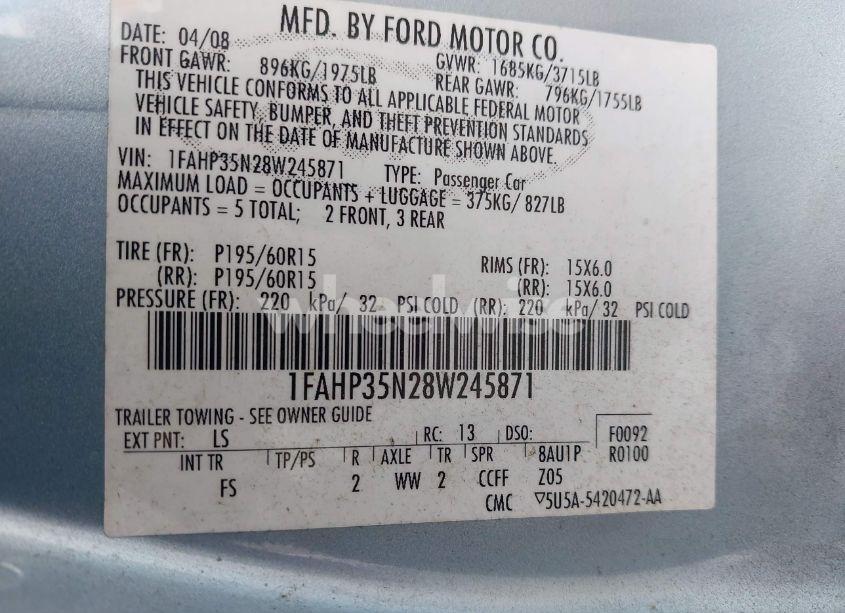 MFD. BY FORD MOTOR CO.
DATE: 04/08 GVWR: 1685KG/3715LB
FRONT GAWR: 896KG/1975LB REAR GAWR: 796KG/1755LB
THIS VEHICLE CONFORMS TO ALL APPLICABLE FEDERAL MOTOR
VEHICLE SAFETY, BUMPER, AND THEFT PREVENTION STANDARDS
IN EFFECT ON THE DATE OF MANUFACTURE SHOWN ABOVE.
VIN: 1FAHP35N28W245871 TYPE: Passenger Car
MAXIMUM LOAD = OCCUPANTS + LUGGAGE = 375KG/ 827LB
OCCUPANTS = 5 TOTAL; 2 FRONT, 3 REAR
TIRE (FR): P195/60R15 RIMS (FR): 15X6.0
(RR): P195/60R15 (RR): 15X6.0
PRESSURE (FR): 220 kPa/ 32 PSI COLD (RR): 220 kPa/ 32 PSI COLD
wheelwise
1FAHP35N28W245871
TRAILER TOWING - SEE OWNER GUIDE
EXT PNT: LS RC: 13 DSO: F0092
INT TR TP/PS R AXLE TR SPR 8AU1P R0100
FS 2 WW 2 CCFF Z05
CMC ▽5U5A-5420472-AA